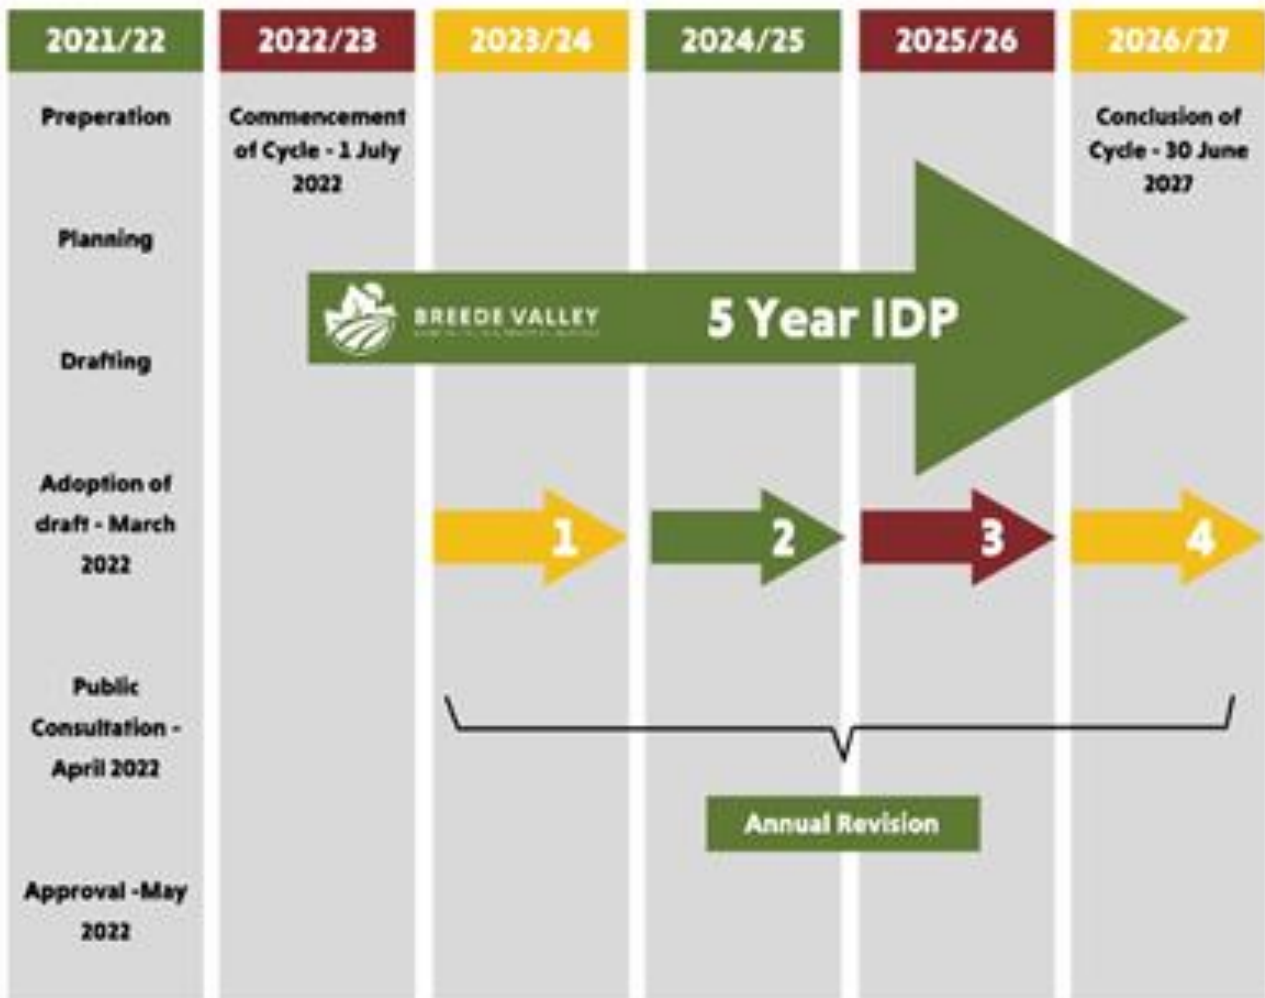 2021/22
2022/23
2023/24
2024/25
2025/26
2026/27
Preperation
Planning
Drafting
Adoption of
draft - March
2022
Public
Consultation -
April 2022
Approval -May
2022
Commencement
of Cycle - 1 July
2022
Conclusion of
Cycle - 30 June
2027
BREEDE VALLEY
5 Year IDP
1
2
3
4
Annual Revision